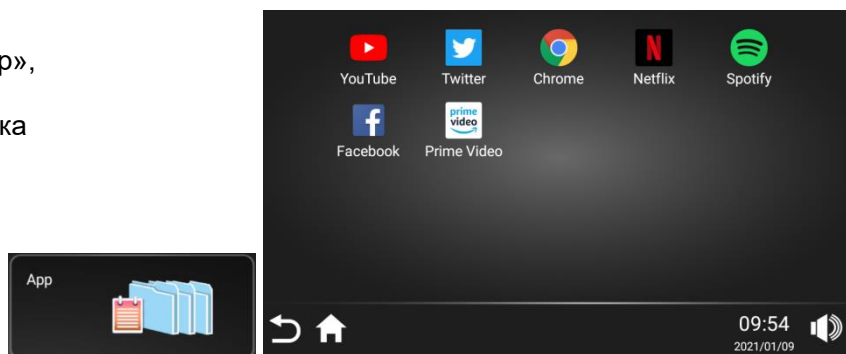 р»,
ка
YouTube
Twitter
Chrome
Netflix
Spotify
prime
video
Facebook
Prime Video
App
09:54
2021/01/09